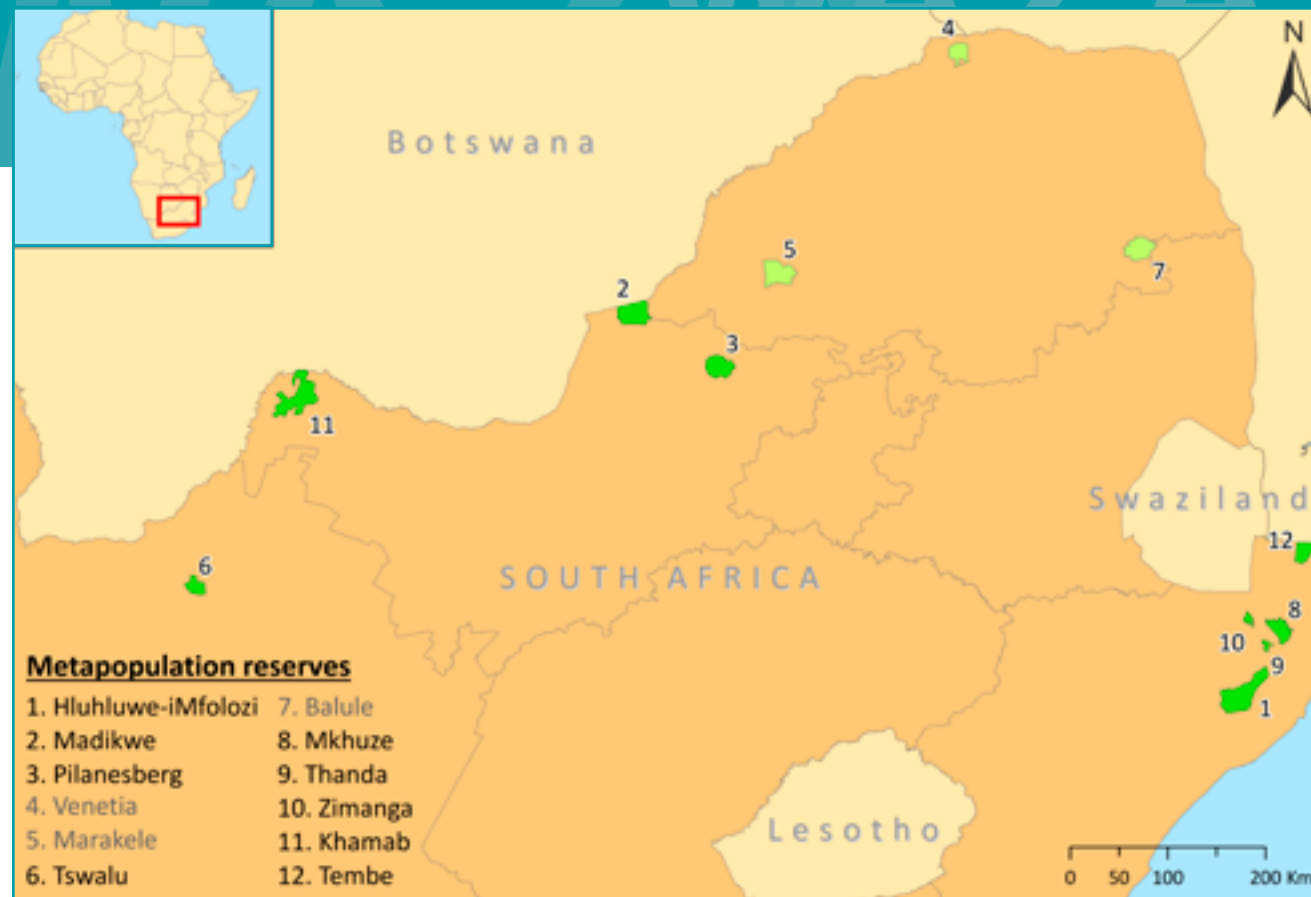 4
N
Botswana
5
7
2
3
11
Swaziland
12
6
SOUTH AFRICA
8
10
9
1
Metapopulation reserves
1. Hluhluwe-iMfolozi
2. Madikwe
3. Pilanesberg
4. Venetia
5. Marakele
6. Tswalu
7. Balule
8. Mkhuze
9. Thanda
10. Zimanga
11. Khamab
12. Tembe
Lesotho
0 50 100 200 Km